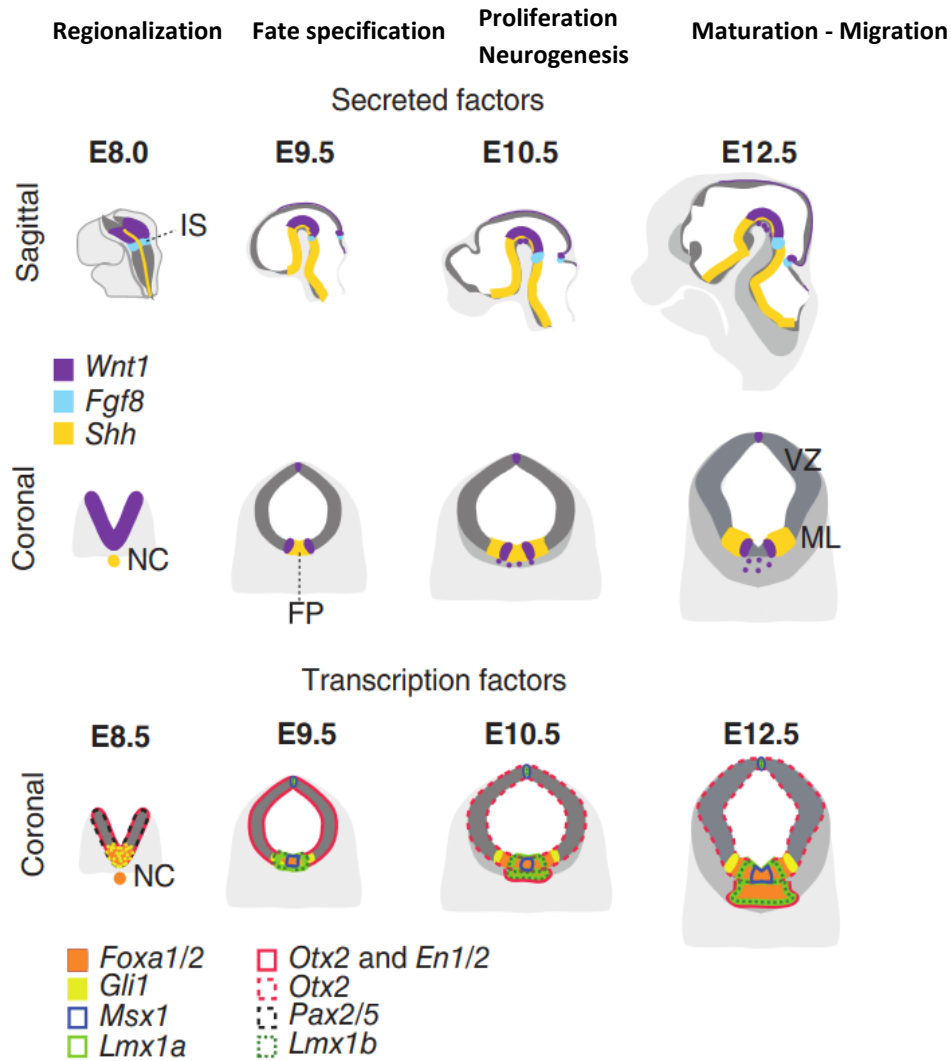 Regionalization Fate specification Proliferation Neurogenesis Maturation - Migration
Secreted factors
E8.0 E9.5 E10.5 E12.5
Sagittal
IS
Wnt1
Fgf8
Shh
Coronal
NC
FP
VZ
ML
Transcription factors
E8.5 E9.5 E10.5 E12.5
Coronal
NC
Foxa1/2
Gli1
Msx1
Lmx1a
Otx2 and En1/2
Otx2
Pax2/5
Lmx1b